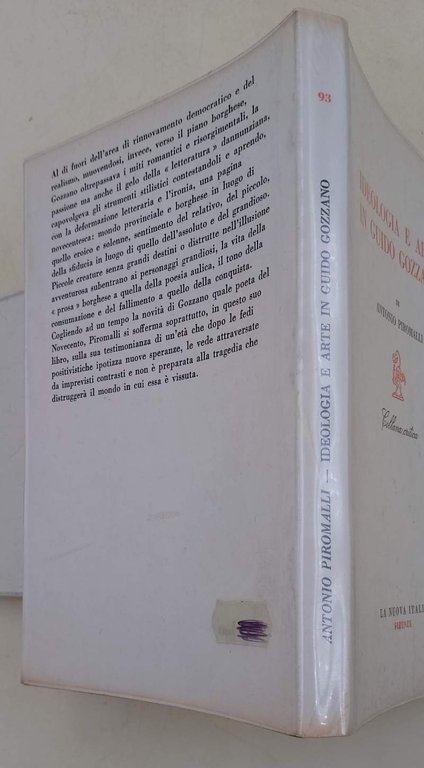 Al di fuori dell'area di rinnovamento democratico e del
realismo, muovendosi, invece, verso il piano borghese,
Gozzano oltrepassava i miti romantici e risorgimentali, la
passione ma anche il gelo della « letteratura » dannunziana,
capovolgeva gli strumenti stilistici contestandoli e aprendo,
con la deformazione letteraria e l'ironia, una pagina
novecentesca: mondo provinciale e borghese in luogo di
quello eroico e solenne, sentimento del relativo, del piccolo,
della sfiducia in luogo di quello dell'assoluto e del grandioso.
Piccole creature senza grandi destini o distrutte nell'illusione
avventurosa subentrano ai personaggi grandiosi, la vita della
« prosa » borghese a quella della poesia aulica, il tono della
consumazione e del fallimento a quello della conquista.
Cogliendo ad un tempo la novità di Gozzano quale poeta del
Novecento, Piromalli si sofferma soprattutto, in questo suo
libro, sulla sua testimonianza di un'età che dopo le fedi
positivistiche ipotizza nuove speranze, le vede attraversate
da imprevisti contrasti e non è preparata alla tragedia che
distruggerà il mondo in cui essa è vissuta.
93
ANTONIO PIROMALLI — IDEOLOGIA E ARTE IN GUIDO GOZZANO
IDEOLOGIA E AR
IN GUIDO GOZZA
DI
ANTONIO PIROMALLI
Collana critica
LA NUOVA ITALI
FIRENZE